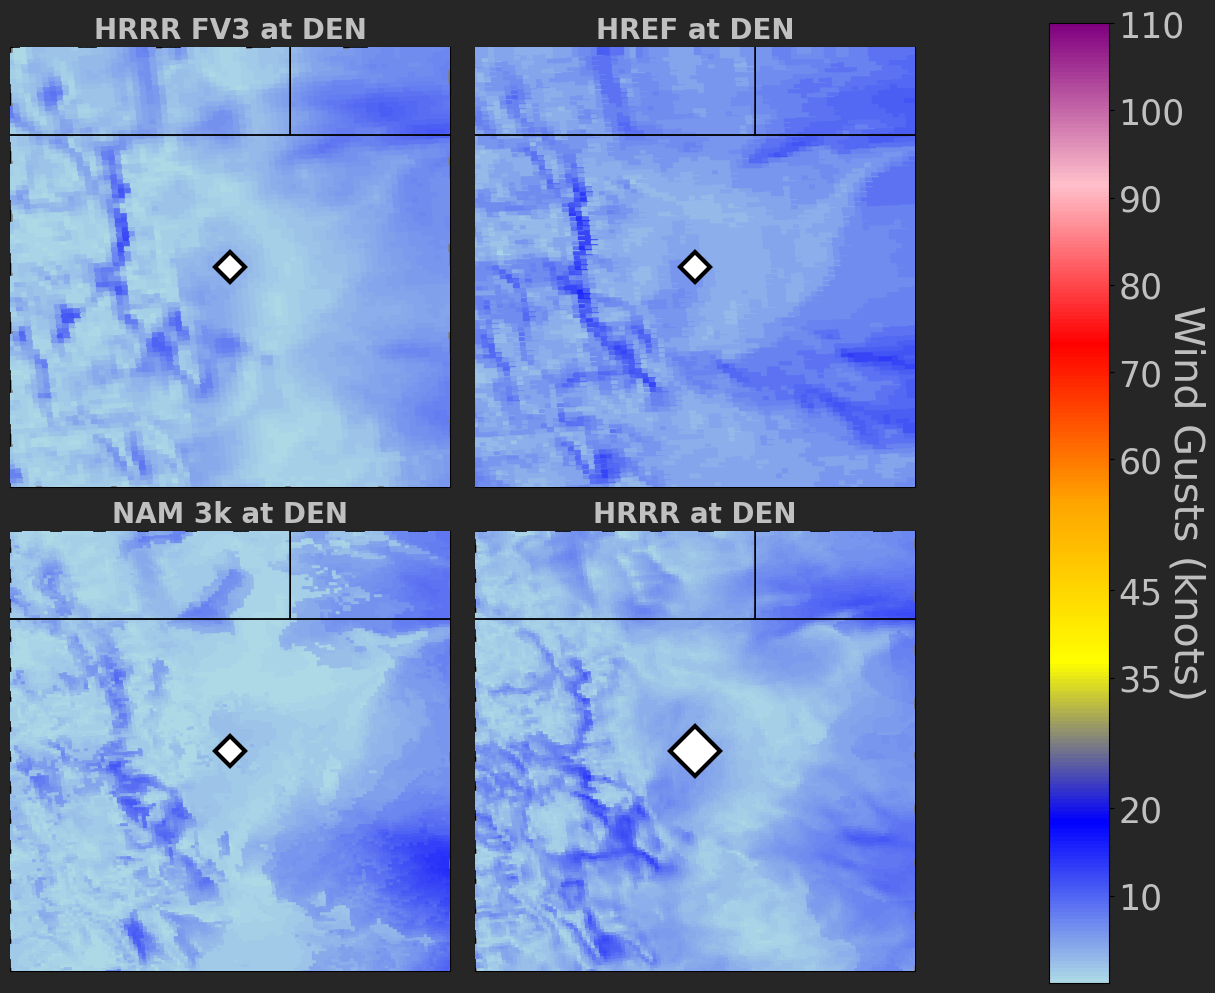 HRRR FV3 at DEN
HREF at DEN
NAM 3k at DEN
HRRR at DEN
110
100
90
80
70
60
45
35
20
10
Wind Gusts (knots)